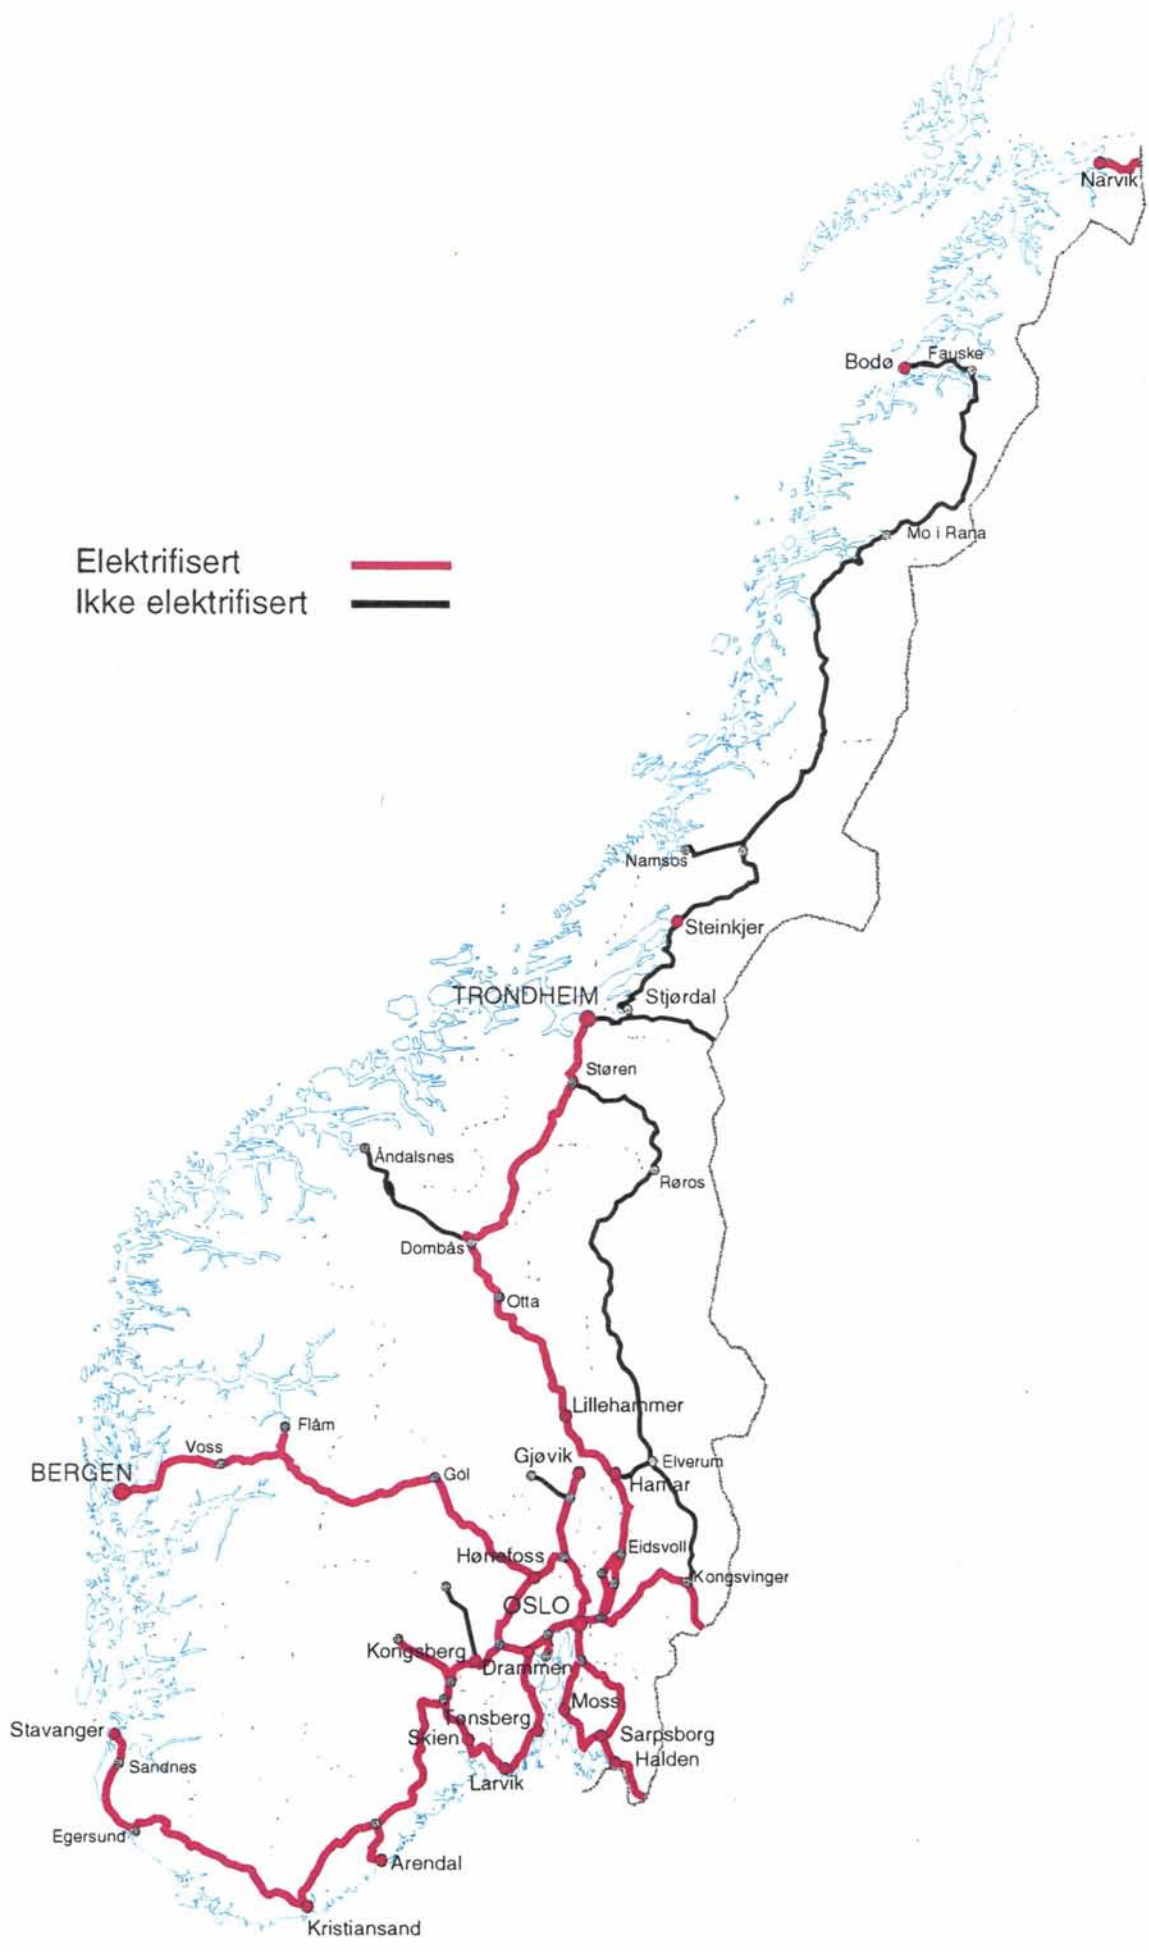 Narvik
Bodø
Fauske
Mo i Rana
Elektrifisert
Ikke elektrifisert
Namsos
Steinkjer
TRONDHEIM
Stjørdal
Støren
Åndalsnes
Røros
Dombås
Otta
Lillehammer
Flåm
Voss
BERGEN
Gol
Gjøvik
Elverum
Hamar
Hønefoss
Eidsvoll
Kongsvinger
OSLO
Kongsberg
Drammen
Moss
Tønsberg
Stavanger
Skien
Sarpsborg
Halden
Sandnes
Larvik
Egersund
Arendal
Kristiansand